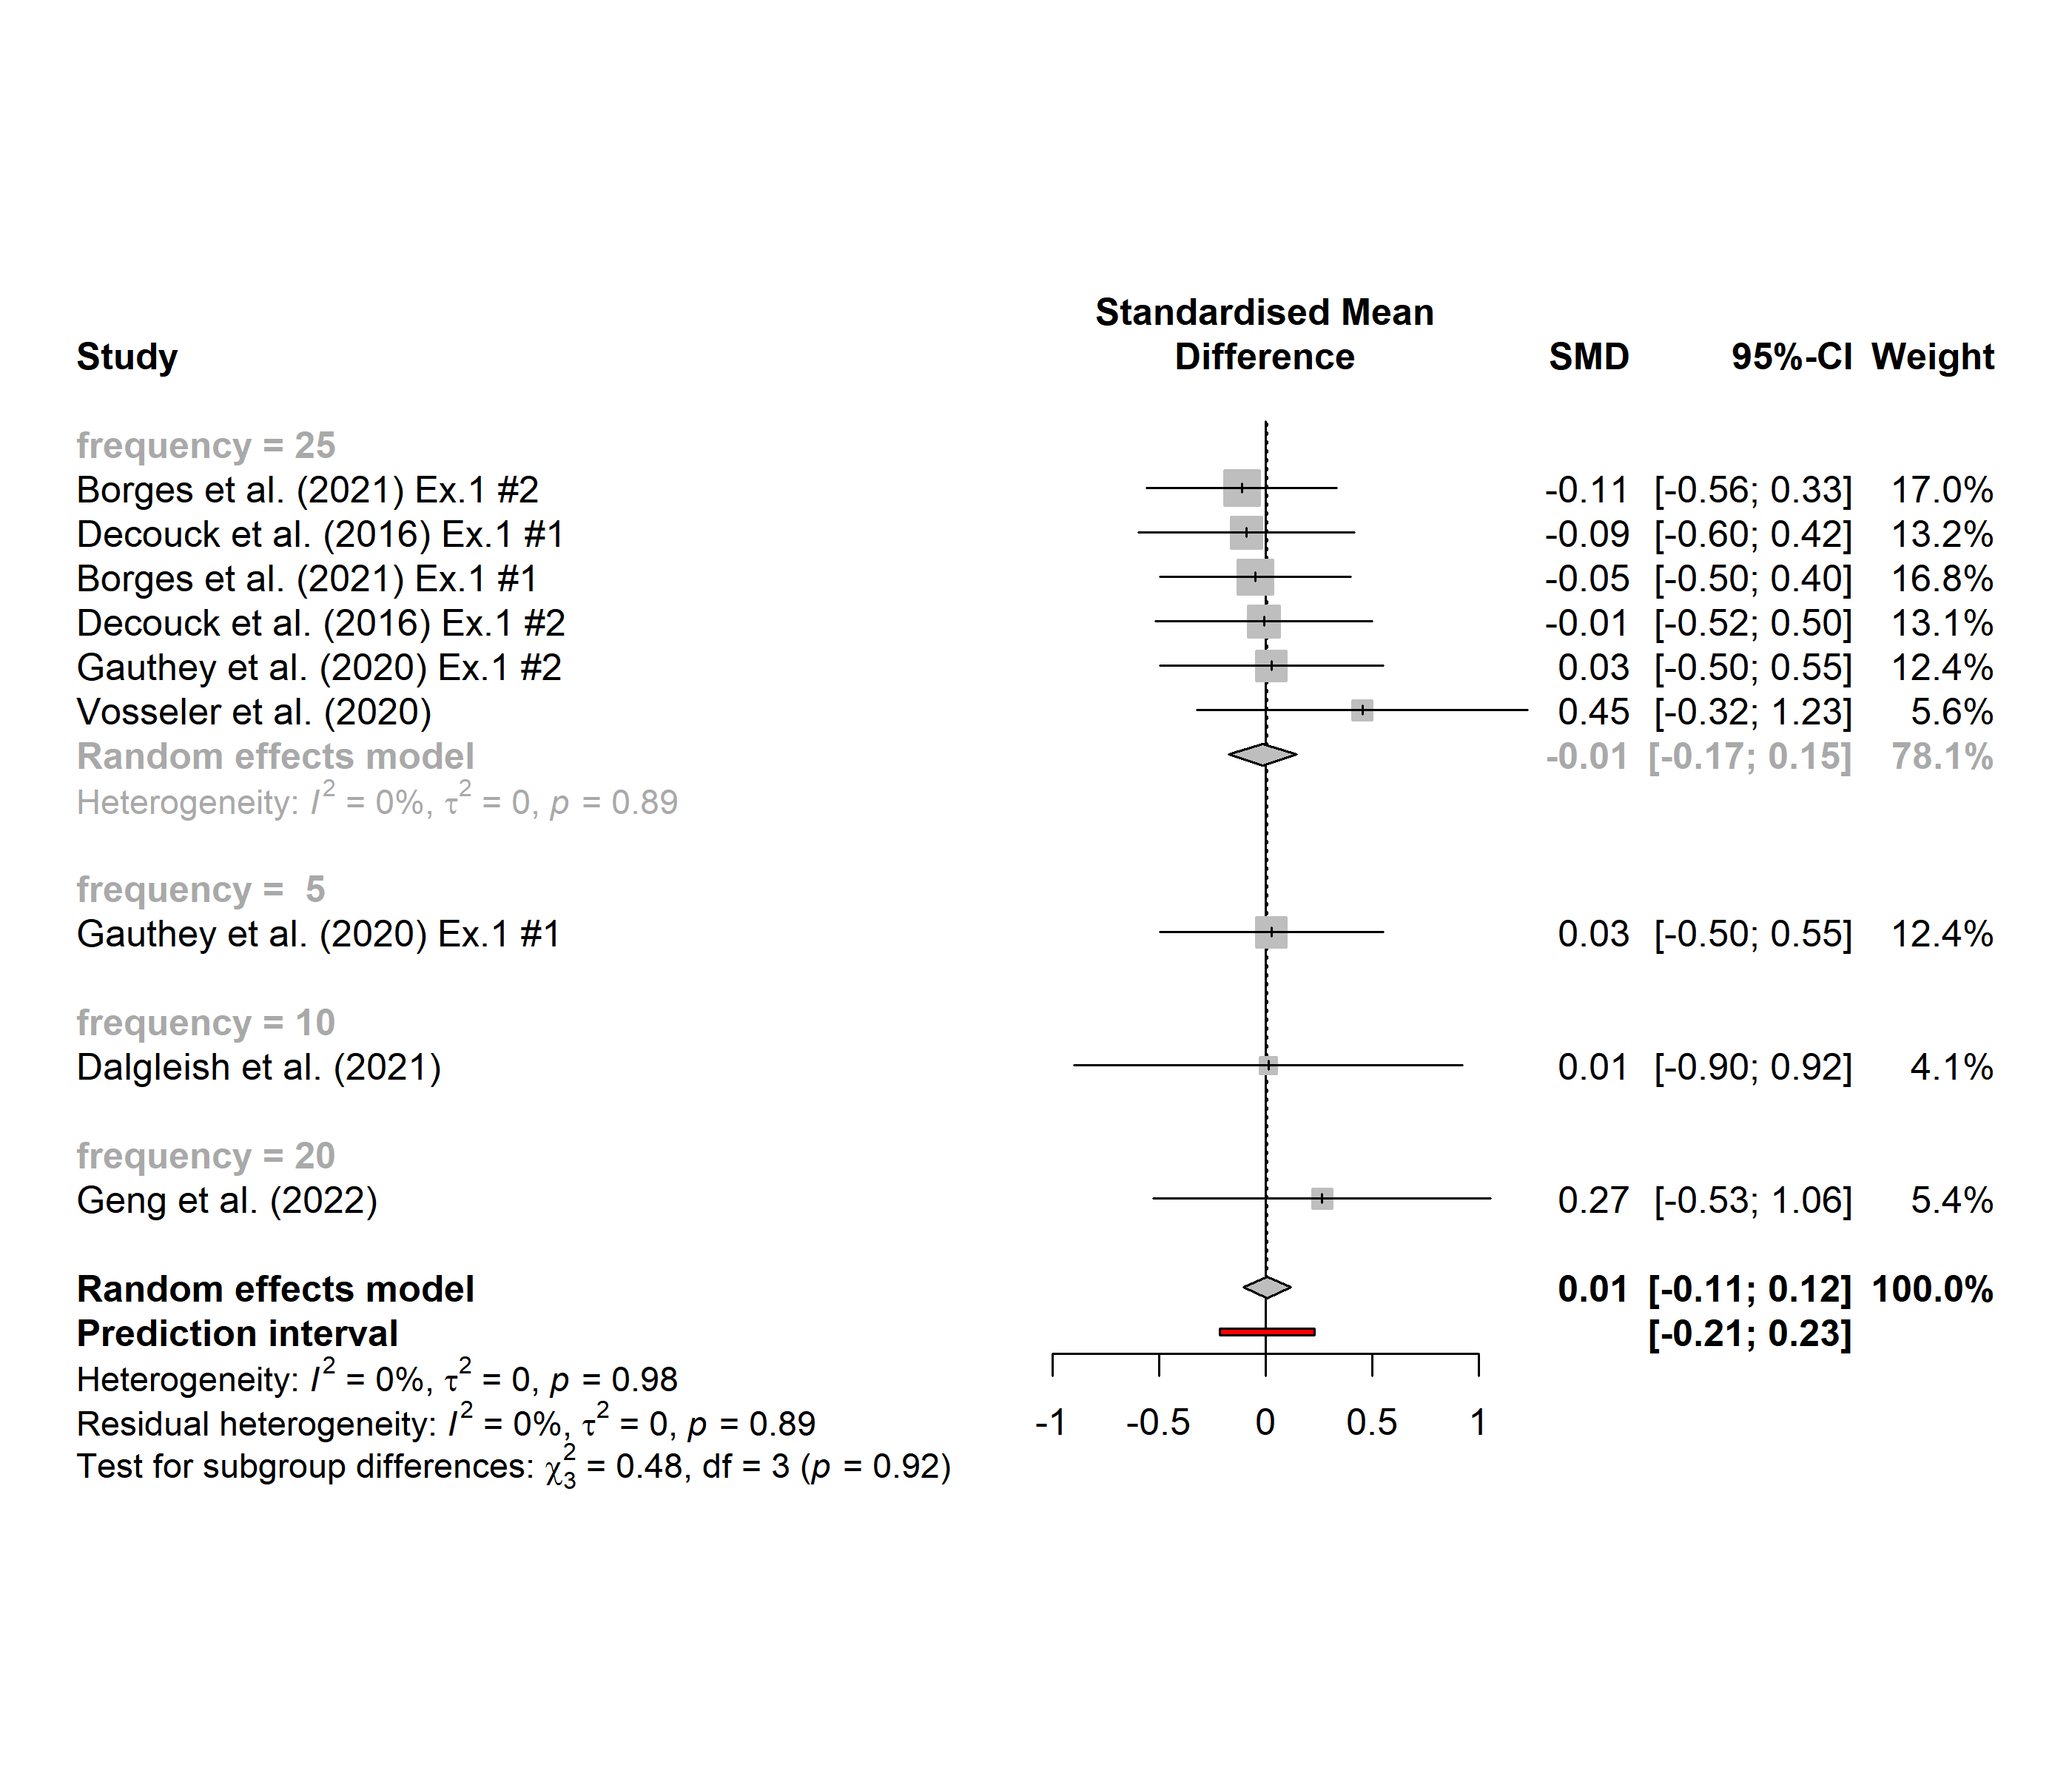 Standardised Mean
Study Difference SMD 95%-CI Weight
frequency = 25
Borges et al. (2021) Ex.1 #2 -0.11 [-0.56; 0.33] 17.0%
Decouck et al. (2016) Ex.1 #1 -0.09 [-0.60; 0.42] 13.2%
Borges et al. (2021) Ex.1 #1 -0.05 [-0.50; 0.40] 16.8%
Decouck et al. (2016) Ex.1 #2 -0.01 [-0.52; 0.50] 13.1%
Gauthey et al. (2020) Ex.1 #2 0.03 [-0.50; 0.55] 12.4%
Vosseler et al. (2020) 0.45 [-0.32; 1.23] 5.6%
Random effects model -0.01 [-0.17; 0.15] 78.1%
Heterogeneity: I² = 0%, τ² = 0, p = 0.89
frequency = 5
Gauthey et al. (2020) Ex.1 #1 0.03 [-0.50; 0.55] 12.4%
frequency = 10
Dalgleish et al. (2021) 0.01 [-0.90; 0.92] 4.1%
frequency = 20
Geng et al. (2022) 0.27 [-0.53; 1.06] 5.4%
Random effects model 0.01 [-0.11; 0.12] 100.0%
Prediction interval [-0.21; 0.23]
Heterogeneity: I² = 0%, τ² = 0, p = 0.98
Residual heterogeneity: I² = 0%, τ² = 0, p = 0.89
-1 -0.5 0 0.5 1
Test for subgroup differences: χ²₃ = 0.48, df = 3 (p = 0.92)